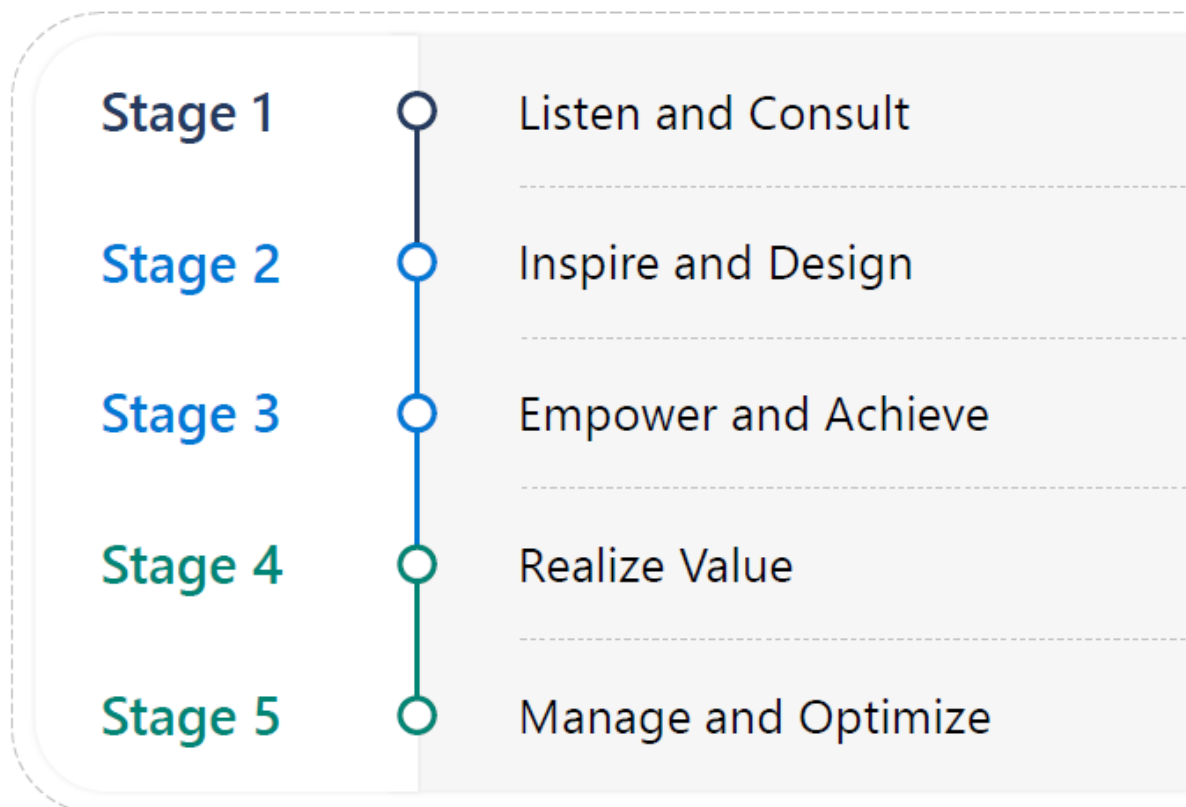 Stage 1 Listen and Consult
Stage 2 Inspire and Design
Stage 3 Empower and Achieve
Stage 4 Realize Value
Stage 5 Manage and Optimize